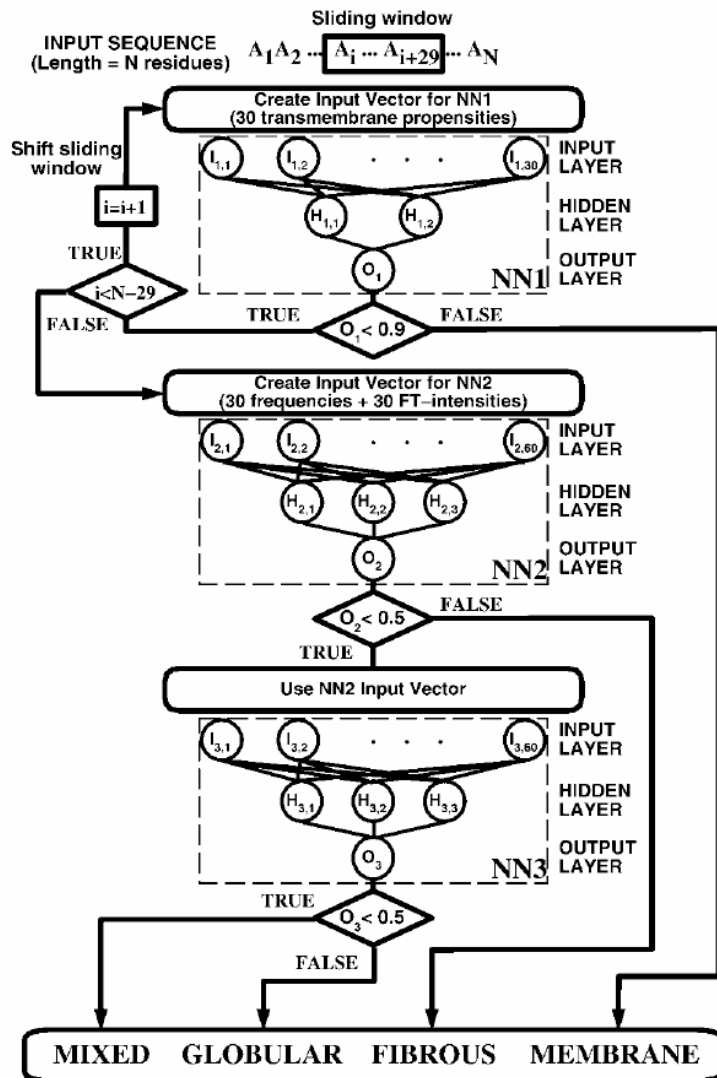 Sliding window
INPUT SEQUENCE
(Length = N residues)
A₁A₂ ... Aᵢ ... Aᵢ₊₂₉ ... A_N
Create Input Vector for NN1
(30 transmembrane propensities)
Shift sliding
window
i=i+1
TRUE
i<N−29
FALSE
I₁,₁ I₁,₂ . . . I₁,₃₀
INPUT
LAYER
H₁,₁ H₁,₂
HIDDEN
LAYER
O₁
NN1
OUTPUT
LAYER
TRUE
O₁< 0.9
FALSE
Create Input Vector for NN2
(30 frequencies + 30 FT−intensities)
I₂,₁ I₂,₂ . . . I₂,₆₀
INPUT
LAYER
H₂,₁ H₂,₂ H₂,₃
HIDDEN
LAYER
O₂
NN2
OUTPUT
LAYER
O₂< 0.5
FALSE
TRUE
Use NN2 Input Vector
I₃,₁ I₃,₂ . . . I₃,₆₀
INPUT
LAYER
H₃,₁ H₃,₂ H₃,₃
HIDDEN
LAYER
O₃
NN3
OUTPUT
LAYER
TRUE
O₃< 0.5
FALSE
MIXED GLOBULAR FIBROUS MEMBRANE